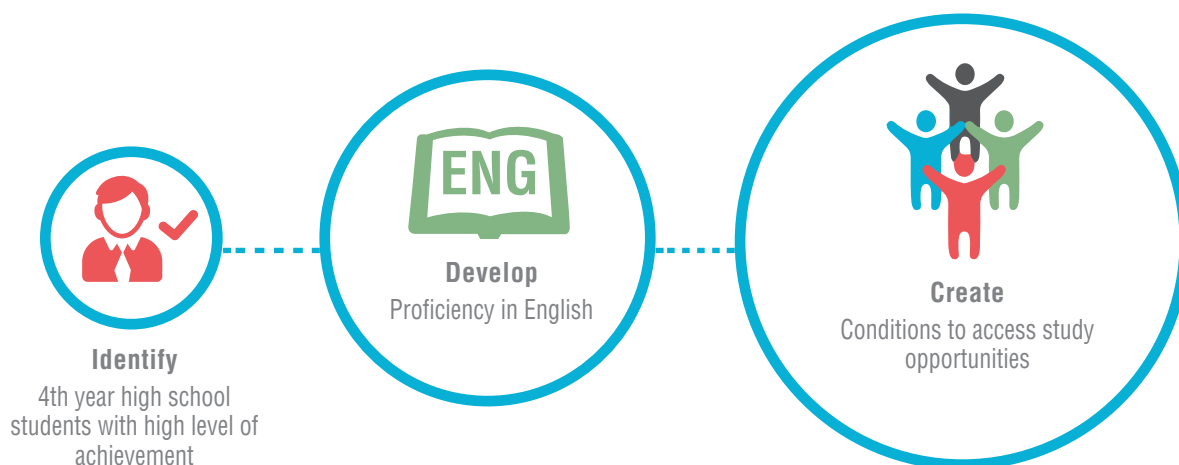 Identify
4th year high school
students with high level of
achievement
ENG
Develop
Proficiency in English
Create
Conditions to access study
opportunities